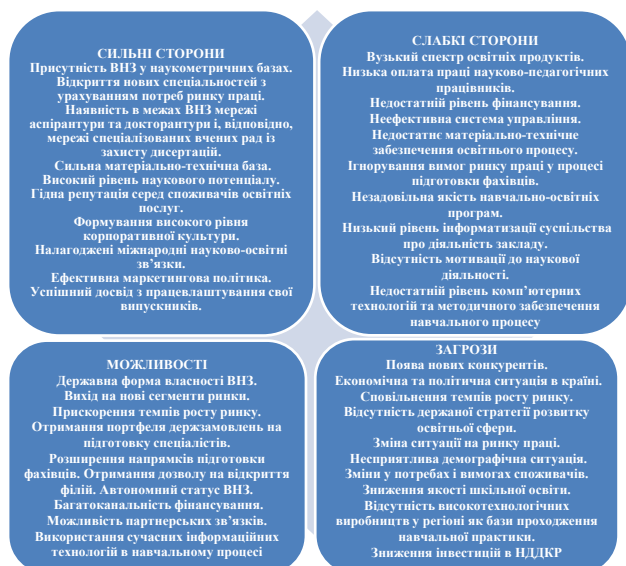 СИЛЬНІ СТОРОНИ
Присутність ВНЗ у наукометричних базах.
Відкриття нових спеціальностей з
урахуванням потреб ринку праці.
Наявність в межах ВНЗ мережі
аспірантури та докторантури і, відповідно,
мережі спеціалізованих вчених рад із
захисту дисертацій.
Сильна матеріально-технічна база.
Високий рівень наукового потенціалу.
Гідна репутація серед споживачів освітніх
послуг.
Формування високого рівня
корпоративної культури.
Налагоджені міжнародні науково-освітні
зв’язки.
Ефективна маркетингова політика.
Успішний досвід з працевлаштування свої
випускників.
СЛАБКІ СТОРОНИ
Вузький спектр освітніх продуктів.
Низька оплата праці науково-педагогічних
працівників.
Недостатній рівень фінансування.
Неефективна система управління.
Недостатнє матеріально-технічне
забезпечення освітнього процесу.
Ігнорування вимог ринку праці у процесі
підготовки фахівців.
Незадовільна якість навчально-освітніх
програм.
Низький рівень інформатизації суспільства
про діяльність закладу.
Відсутність мотивації до наукової
діяльності.
Недостатній рівень комп’ютерних
технологій та методичного забезпечення
навчального процесу
МОЖЛИВОСТІ
Державна форма власності ВНЗ.
Вихід на нові сегменти ринки.
Прискорення темпів росту ринку.
Отримання портфеля держзамовлень на
підготовку спеціалістів.
Розширення напрямків підготовки
фахівців. Отримання дозволу на відкриття
філій. Автономний статус ВНЗ.
Багатоканальність фінансування.
Можливість партнерських зв’язків.
Використання сучасних інформаційних
технологій в навчальному процесі
ЗАГРОЗИ
Поява нових конкурентів.
Економічна та політична ситуація в країні.
Сповільнення темпів росту ринку.
Відсутність держаної стратегії розвитку
освітньої сфери.
Зміна ситуації на ринку праці.
Несприятлива демографічна ситуація.
Зміни у потребах і вимогах споживачів.
Зниження якості шкільної освіти.
Відсутність високотехнологічних
виробництв у регіоні як бази проходження
навчальної практики.
Зниження інвестицій в НДДКР